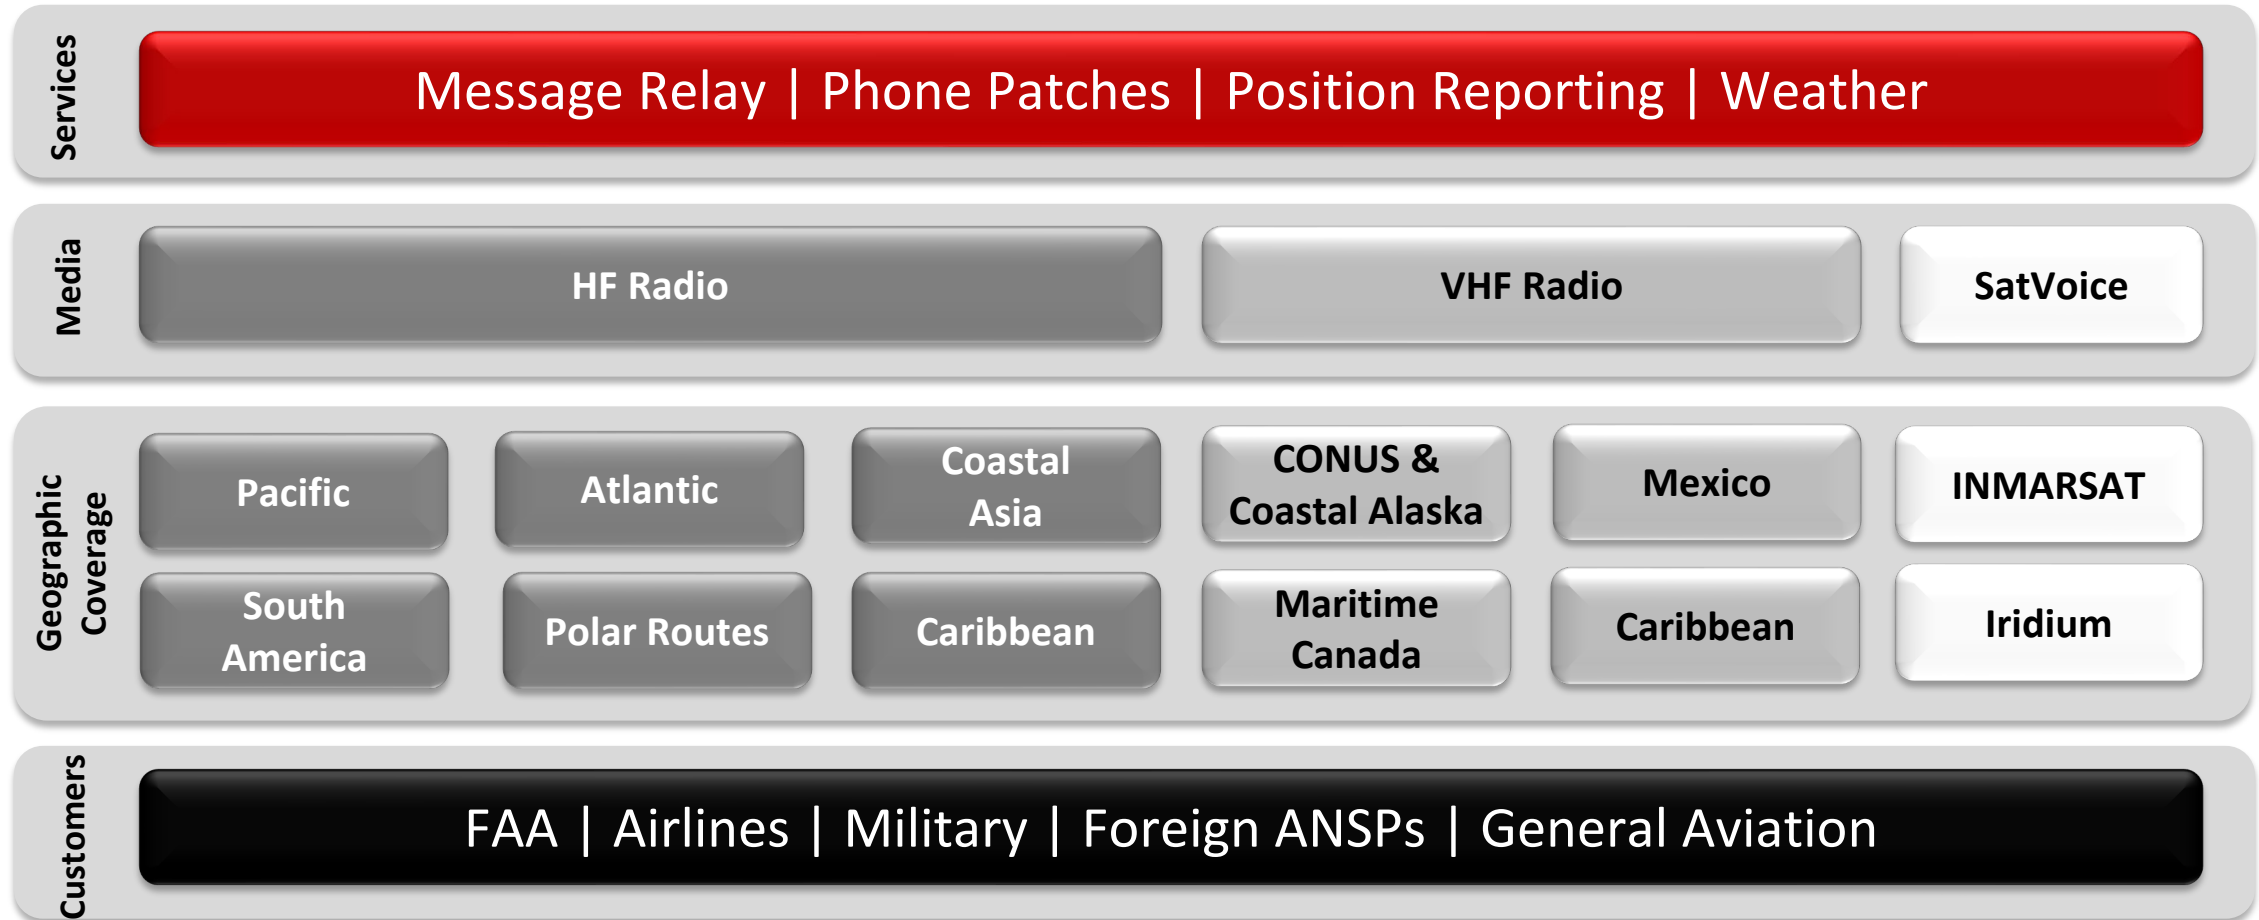 Services
Message Relay | Phone Patches | Position Reporting | Weather
Media
HF Radio
VHF Radio
SatVoice
Geographic
Coverage
Pacific
Atlantic
Coastal
Asia
CONUS &
Coastal Alaska
Mexico
INMARSAT
South
America
Polar Routes
Caribbean
Maritime
Canada
Caribbean
Iridium
Customers
FAA | Airlines | Military | Foreign ANSPs | General Aviation